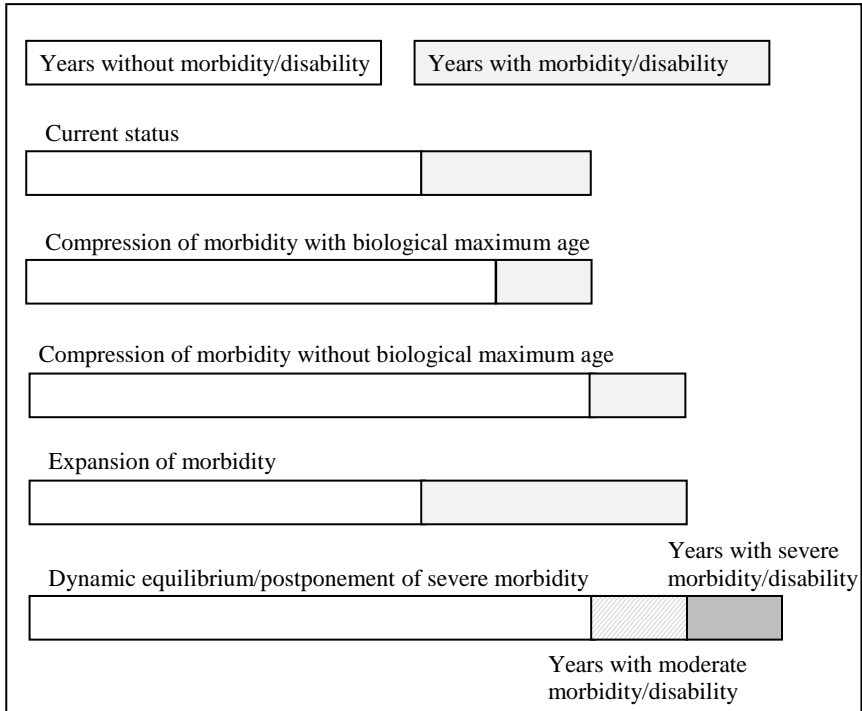 Years without morbidity/disability
Years with morbidity/disability
Current status
Compression of morbidity with biological maximum age
Compression of morbidity without biological maximum age
Expansion of morbidity
Years with severe
morbidity/disability
Dynamic equilibrium/postponement of severe morbidity
Years with moderate
morbidity/disability